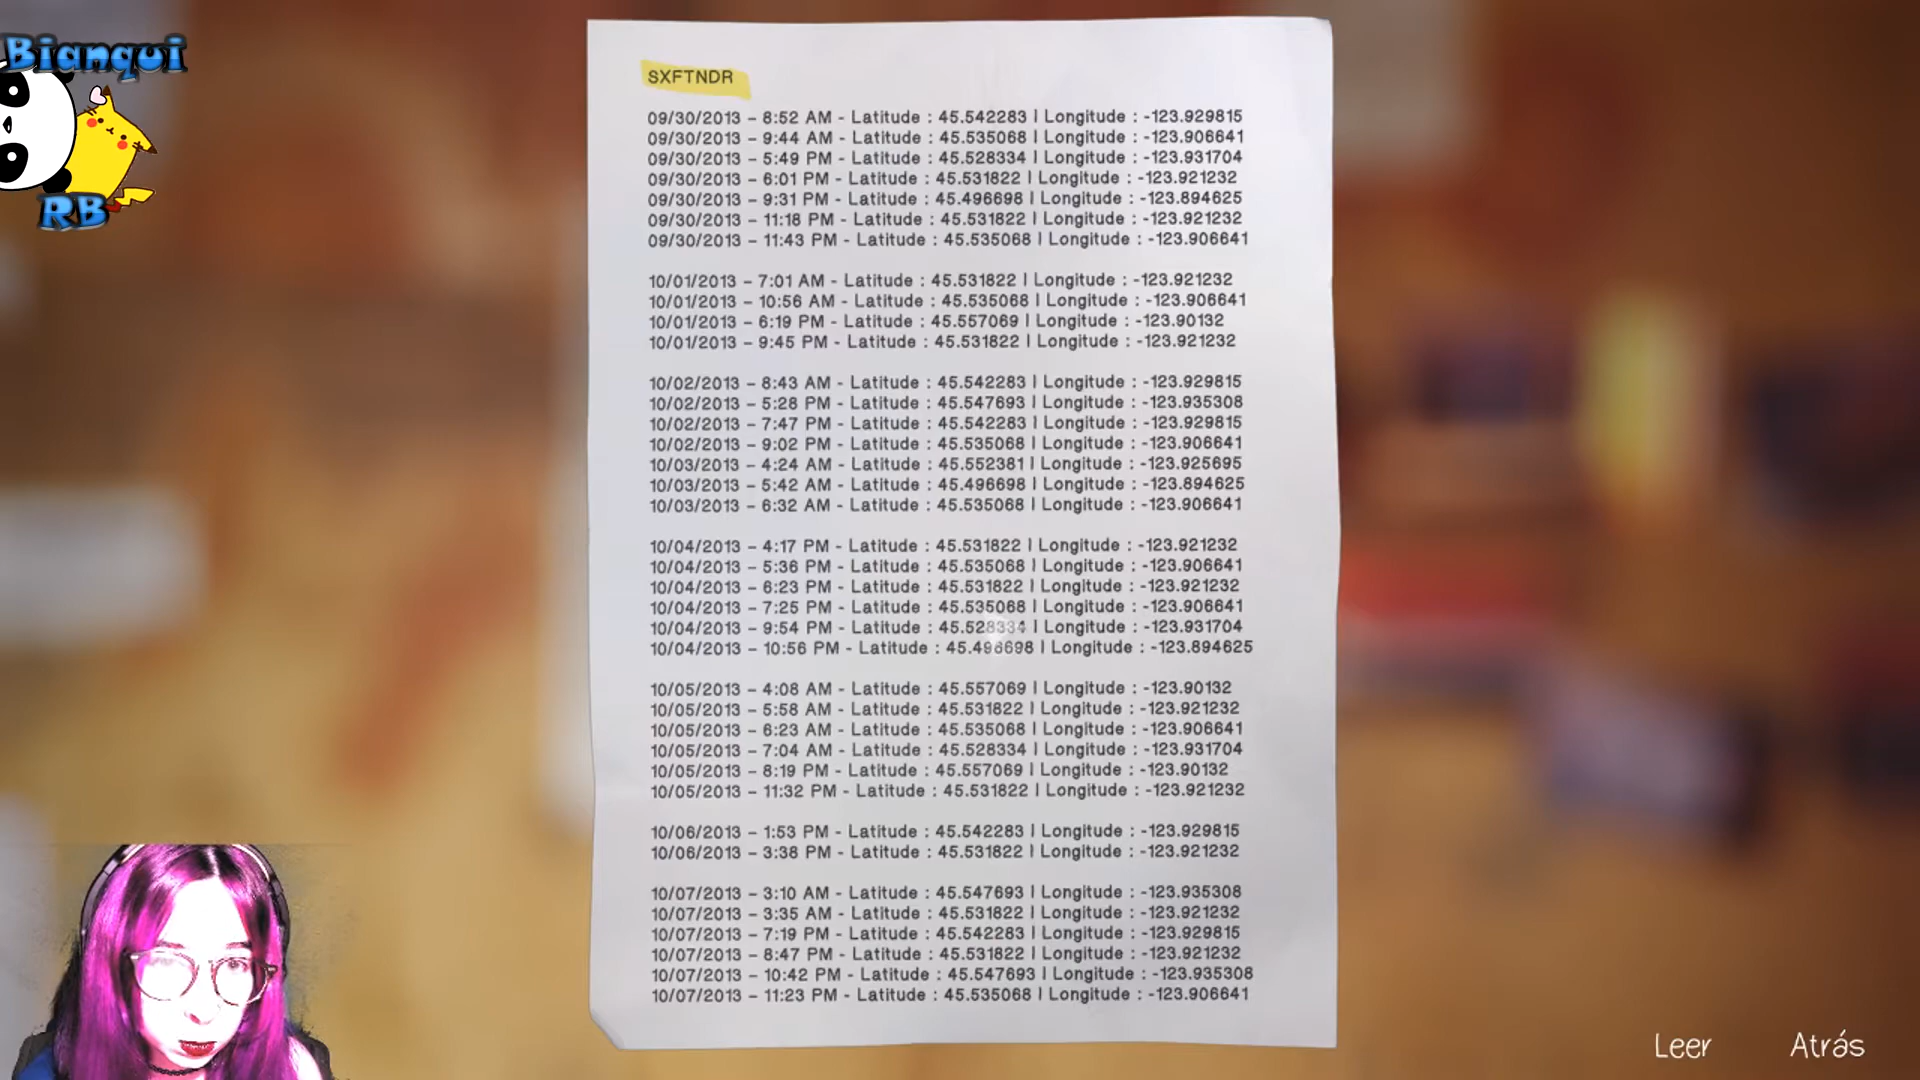 Bianqui
RB
SXFTNDR
09/30/2013 – 8:52 AM - Latitude : 45.542283 | Longitude : -123.929815
09/30/2013 – 9:44 AM - Latitude : 45.535068 | Longitude : -123.906641
09/30/2013 – 5:49 PM - Latitude : 45.528334 | Longitude : -123.931704
09/30/2013 – 6:01 PM - Latitude : 45.531822 | Longitude : -123.921232
09/30/2013 – 9:31 PM - Latitude : 45.496698 | Longitude : -123.894625
09/30/2013 – 11:18 PM - Latitude : 45.531822 | Longitude : -123.921232
09/30/2013 – 11:43 PM - Latitude : 45.535068 | Longitude : -123.906641
10/01/2013 – 7:01 AM - Latitude : 45.531822 | Longitude : -123.921232
10/01/2013 – 10:56 AM - Latitude : 45.535068 | Longitude : -123.906641
10/01/2013 – 6:19 PM - Latitude : 45.557069 | Longitude : -123.90132
10/01/2013 – 9:45 PM - Latitude : 45.531822 | Longitude : -123.921232
10/02/2013 – 8:43 AM - Latitude : 45.542283 | Longitude : -123.929815
10/02/2013 – 5:28 PM - Latitude : 45.547693 | Longitude : -123.935308
10/02/2013 – 7:47 PM - Latitude : 45.542283 | Longitude : -123.929815
10/02/2013 – 9:02 PM - Latitude : 45.535068 | Longitude : -123.906641
10/03/2013 – 4:24 AM - Latitude : 45.552381 | Longitude : -123.925695
10/03/2013 – 5:42 AM - Latitude : 45.496698 | Longitude : -123.894625
10/03/2013 – 6:32 AM - Latitude : 45.535068 | Longitude : -123.906641
10/04/2013 – 4:17 PM - Latitude : 45.531822 | Longitude : -123.921232
10/04/2013 – 5:36 PM - Latitude : 45.535068 | Longitude : -123.906641
10/04/2013 – 6:23 PM - Latitude : 45.531822 | Longitude : -123.921232
10/04/2013 – 7:25 PM - Latitude : 45.535068 | Longitude : -123.906641
10/04/2013 – 9:54 PM - Latitude : 45.528334 | Longitude : -123.931704
10/04/2013 – 10:56 PM - Latitude : 45.496698 | Longitude : -123.894625
10/05/2013 – 4:08 AM - Latitude : 45.557069 | Longitude : -123.90132
10/05/2013 – 5:58 AM - Latitude : 45.531822 | Longitude : -123.921232
10/05/2013 – 6:23 AM - Latitude : 45.535068 | Longitude : -123.906641
10/05/2013 – 7:04 AM - Latitude : 45.528334 | Longitude : -123.931704
10/05/2013 – 8:19 PM - Latitude : 45.557069 | Longitude : -123.90132
10/05/2013 – 11:32 PM - Latitude : 45.531822 | Longitude : -123.921232
10/06/2013 – 1:53 PM - Latitude : 45.542283 | Longitude : -123.929815
10/06/2013 – 3:38 PM - Latitude : 45.531822 | Longitude : -123.921232
10/07/2013 – 3:10 AM - Latitude : 45.547693 | Longitude : -123.935308
10/07/2013 – 3:35 AM - Latitude : 45.531822 | Longitude : -123.921232
10/07/2013 – 7:19 PM - Latitude : 45.542283 | Longitude : -123.929815
10/07/2013 – 8:47 PM - Latitude : 45.531822 | Longitude : -123.921232
10/07/2013 – 10:42 PM - Latitude : 45.547693 | Longitude : -123.935308
10/07/2013 – 11:23 PM - Latitude : 45.535068 | Longitude : -123.906641
Leer Atrás